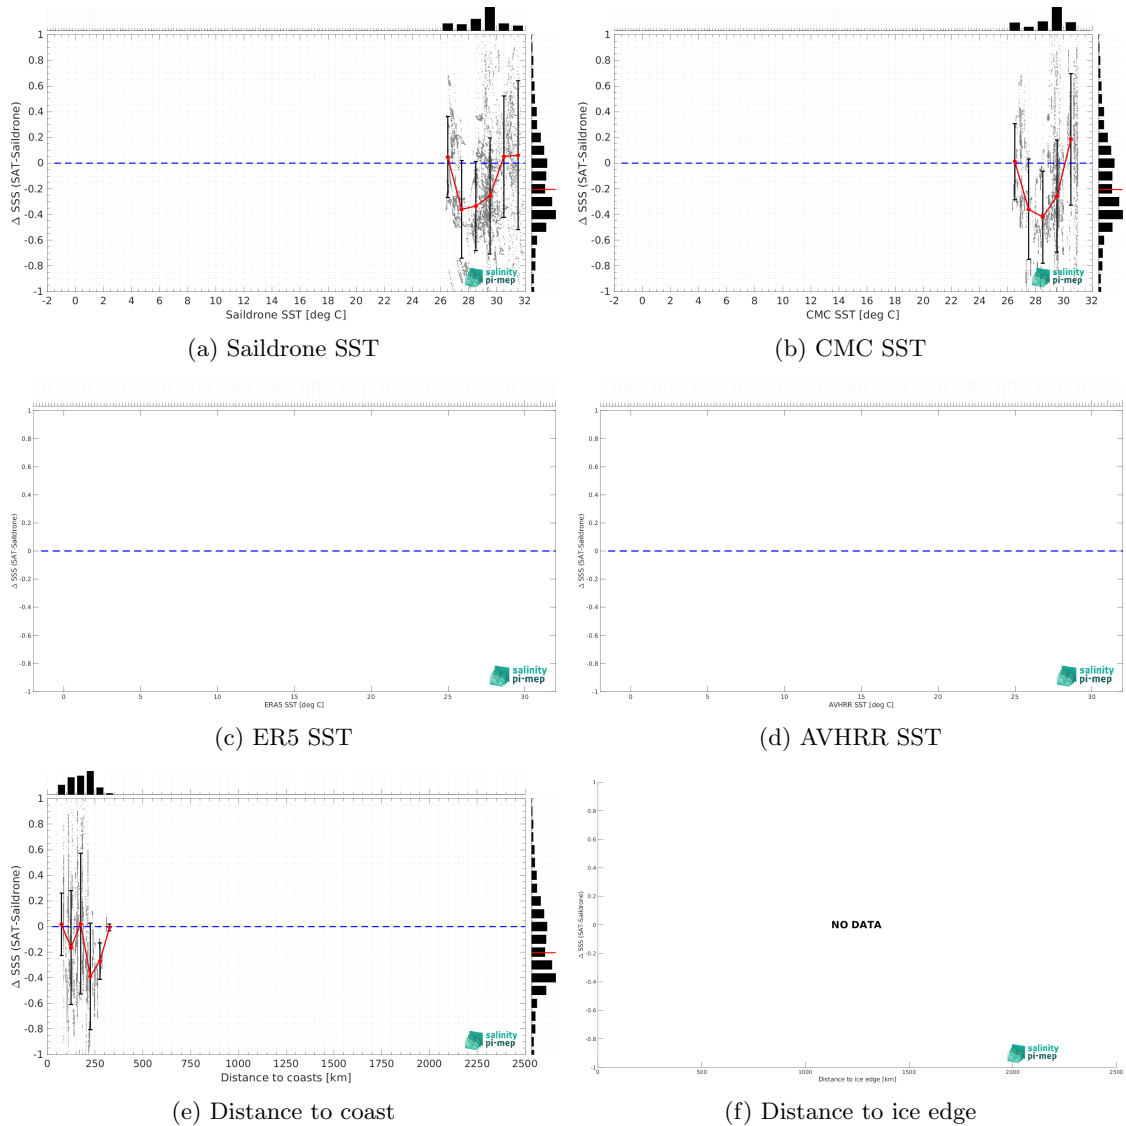 1
0.8
0.6
0.4
0.2
0
-0.2
-0.4
-0.6
-0.8
-1
Δ SSS (SAT-Saildrone)
-2 0 2 4 6 8 10 12 14 16 18 20 22 24 26 28 30 32
Saildrone SST [deg C]
salinity
pi-mep
(a) Saildrone SST
1
0.8
0.6
0.4
0.2
0
-0.2
-0.4
-0.6
-0.8
-1
Δ SSS (SAT-Saildrone)
-2 0 2 4 6 8 10 12 14 16 18 20 22 24 26 28 30 32
CMC SST [deg C]
salinity
pi-mep
(b) CMC SST
1
0.8
0.6
0.4
0.2
0
-0.2
-0.4
-0.6
-0.8
-1
Δ SSS (SAT-Saildrone)
0 5 10 15 20 25 30
ERA5 SST [deg C]
salinity
pi-mep
(c) ER5 SST
1
0.8
0.6
0.4
0.2
0
-0.2
-0.4
-0.6
-0.8
-1
Δ SSS (SAT-Saildrone)
0 5 10 15 20 25 30
AVHRR SST [deg C]
salinity
pi-mep
(d) AVHRR SST
1
0.8
0.6
0.4
0.2
0
-0.2
-0.4
-0.6
-0.8
-1
Δ SSS (SAT-Saildrone)
0 250 500 750 1000 1250 1500 1750 2000 2250 2500
Distance to coasts [km]
salinity
pi-mep
(e) Distance to coast
1
0.8
0.6
0.4
0.2
0
-0.2
-0.4
-0.6
-0.8
-1
Δ SSS (SAT-Saildrone)
NO DATA
0 500 1000 1500 2000 2500
Distance to ice edge [km]
salinity
pi-mep
(f) Distance to ice edge